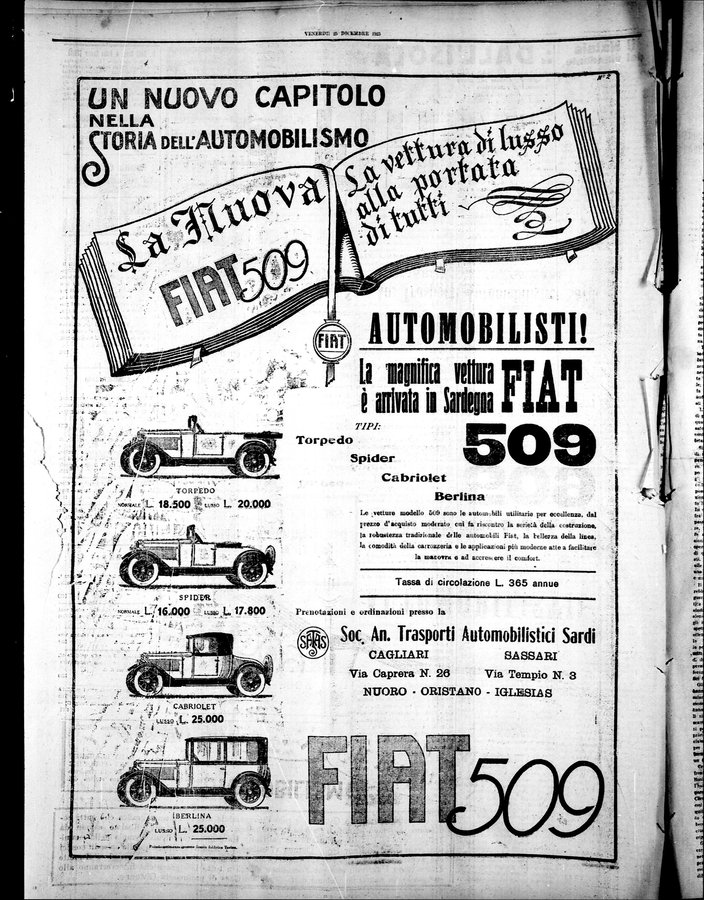 VENERDI 25 DICEMBRE 1925
N° 2
UN NUOVO CAPITOLO
NELLA
STORIA DELL'AUTOMOBILISMO
La Nuova
FIAT 509
La vettura di lusso
alla portata
di tutti
FIAT
AUTOMOBILISTI!
La magnifica vettura
è arrivata in Sardegna
FIAT
509
TIPI:
Torpedo
Spider
Cabriolet
Berlina
Le vetture modello 509 sono le automobili utilitarie per eccellenza, dal
prezzo d'acquisto moderato cui fa riscontro la serietà della costruzione,
la robustezza tradizionale delle automobili Fiat, la bellezza della linea,
la comodità della carrozzeria e le applicazioni più moderne atte a facilitare
la manovra e ad accrescere il comfort.
Tassa di circolazione L. 365 annue
TORPEDO
NORMALE L. 18.500 LUSSO L. 20.000
SPIDER
NORMALE L. 16.000 LUSSO L. 17.800
CABRIOLET
LUSSO L. 25.000
BERLINA
LUSSO L. 25.000
Prenotazioni e ordinazioni presso la
SATAS
Soc. An. Trasporti Automobilistici Sardi
CAGLIARI SASSARI
Via Caprera N. 26 Via Tempio N. 3
NUORO - ORISTANO - IGLESIAS
FIAT 509